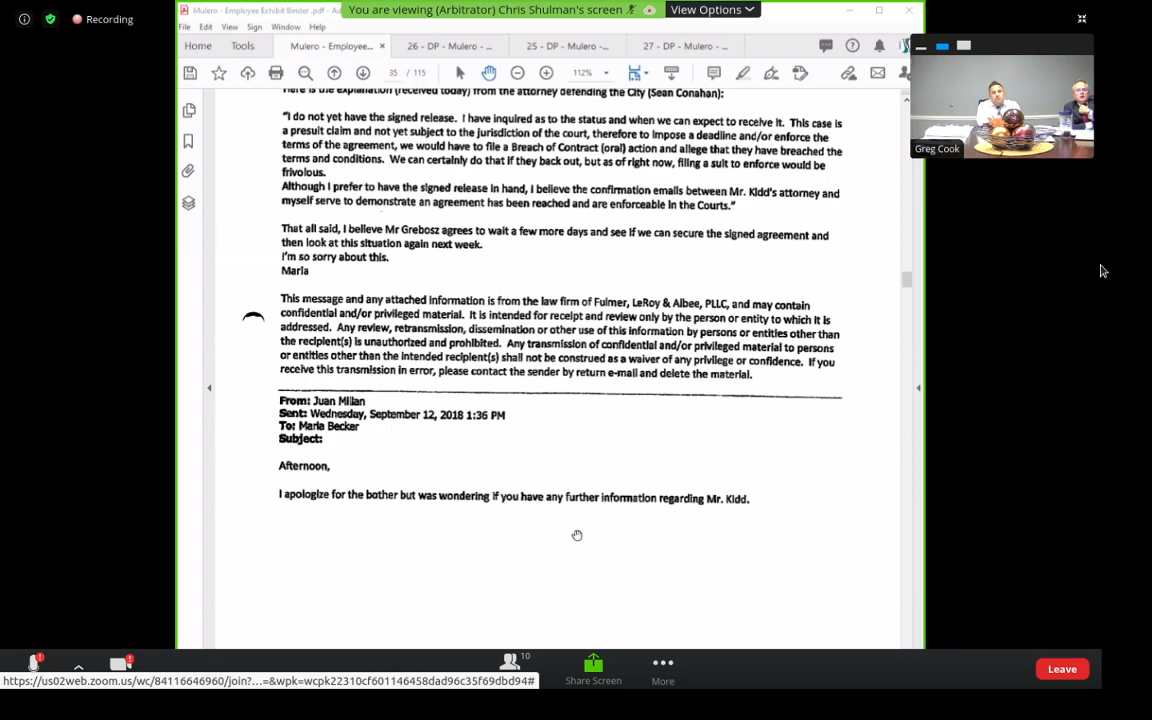 Recording
Mulero - Employee Exhibit Binder .pdf - Ad
You are viewing (Arbitrator) Chris Shulman's screen
View Options
File Edit View Sign Window Help
Home Tools Mulero - Employee... × 26 - DP - Mulero - ... 25 - DP - Mulero -... 27 - DP - Mulero - ...
35 / 115 112%
Here is the explanation (received today) from the attorney defending the City (Sean Conahan):
"I do not yet have the signed release. I have inquired as to the status and when we can expect to receive it. This case is
a presuit claim and not yet subject to the jurisdiction of the court, therefore to impose a deadline and/or enforce the
terms of the agreement, we would have to file a Breach of Contract (oral) action and allege that they have breached the
terms and conditions. We can certainly do that if they back out, but as of right now, filing a suit to enforce would be
frivolous.
Although I prefer to have the signed release in hand, I believe the confirmation emails between Mr. Kidd's attorney and
myself serve to demonstrate an agreement has been reached and are enforceable in the Courts."
That all said, I believe Mr Grebosz agrees to wait a few more days and see if we can secure the signed agreement and
then look at this situation again next week.
I'm so sorry about this.
Maria
This message and any attached information is from the law firm of Fulmer, LeRoy & Albee, PLLC, and may contain
confidential and/or privileged material. It is intended for receipt and review only by the person or entity to which it is
addressed. Any review, retransmission, dissemination or other use of this information by persons or entities other than
the recipient(s) is unauthorized and prohibited. Any transmission of confidential and/or privileged material to persons
or entities other than the intended recipient(s) shall not be construed as a waiver of any privilege or confidence. If you
receive this transmission in error, please contact the sender by return e-mail and delete the material.
From: Juan Millan
Sent: Wednesday, September 12, 2018 1:36 PM
To: Maria Becker
Subject:
Afternoon,
I apologize for the bother but was wondering if you have any further information regarding Mr. Kidd.
Greg Cook
10
Share Screen
More
Leave
https://us02web.zoom.us/wc/84116646960/join?...=&wpk=wcpk22310cf601146458dad96c35f69dbd94#